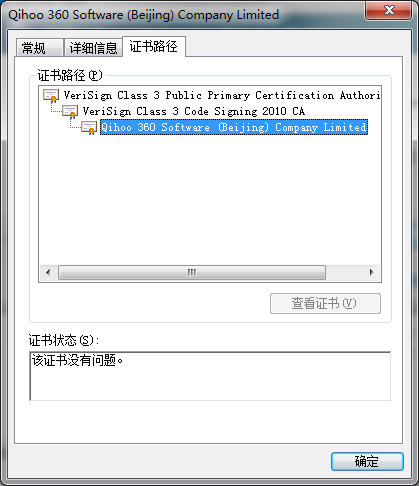 Qihoo 360 Software (Beijing) Company Limited
常规 详细信息 证书路径
证书路径(P)
VeriSign Class 3 Public Primary Certification Authori
VeriSign Class 3 Code Signing 2010 CA
Qihoo 360 Software (Beijing) Company Limited
查看证书(V)
证书状态(S):
该证书没有问题。
确定